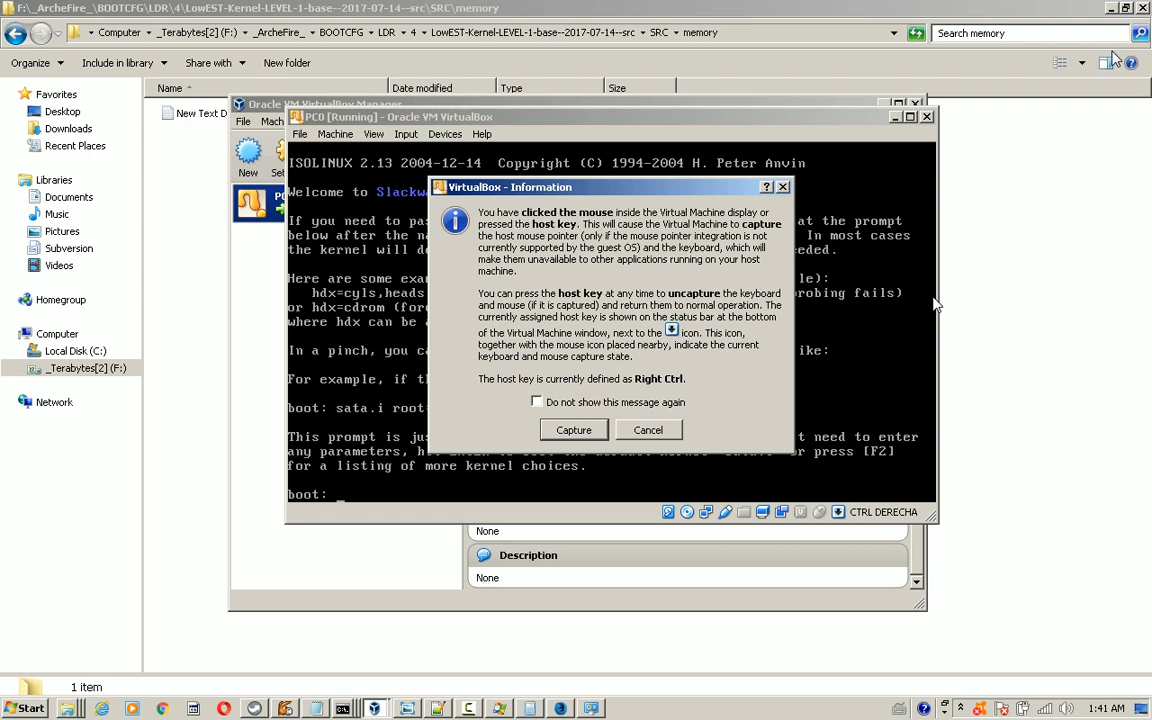 F:\_ArcheFire_\BOOTCFG\LDR\4\LowEST-Kernel-LEVEL-1-base--2017-07-14--src\SRC\memory
Computer
_Terabytes[2] (F:)
_ArcheFire_
BOOTCFG
LDR
4
LowEST-Kernel-LEVEL-1-base--2017-07-14--src
SRC
memory
Search memory
Organize
Include in library
Share with
New folder
Favorites
Desktop
Downloads
Recent Places
Libraries
Documents
Music
Pictures
Subversion
Videos
Homegroup
Computer
Local Disk (C:)
_Terabytes[2] (F:)
Network
Name
Date modified
Type
Size
New Text D
Oracle VM VirtualBox Manager
File
Mach
New
Set
PC0 [Running] - Oracle VM VirtualBox
File
Machine
View
Input
Devices
Help
ISOLINUX 2.13 2004-12-14 Copyright (C) 1994-2004 H. Peter Anvin
Welcome to Slackw
If you need to pa
at the prompt
below after the na
In most cases
the kernel will d
eeded.
Here are some exa
le):
hdx=cyls,heads
probing fails)
or hdx=cdrom (for
where hdx can be a
In a pinch, you ca
ike:
For example, if th
boot: sata.i root=
This prompt is jus
t need to enter
any parameters, h
or press [F2]
for a listing of more kernel choices.
boot: _
VirtualBox - Information
You have clicked the mouse inside the Virtual Machine display or
pressed the host key. This will cause the Virtual Machine to capture
the host mouse pointer (only if the mouse pointer integration is not
currently supported by the guest OS) and the keyboard, which will
make them unavailable to other applications running on your host
machine.
You can press the host key at any time to uncapture the keyboard
and mouse (if it is captured) and return them to normal operation. The
currently assigned host key is shown on the status bar at the bottom
of the Virtual Machine window, next to the icon. This icon,
together with the mouse icon placed nearby, indicate the current
keyboard and mouse capture state.
The host key is currently defined as Right Ctrl.
Do not show this message again
Capture
Cancel
CTRL DERECHA
None
Description
None
1 item
Start
1:41 AM